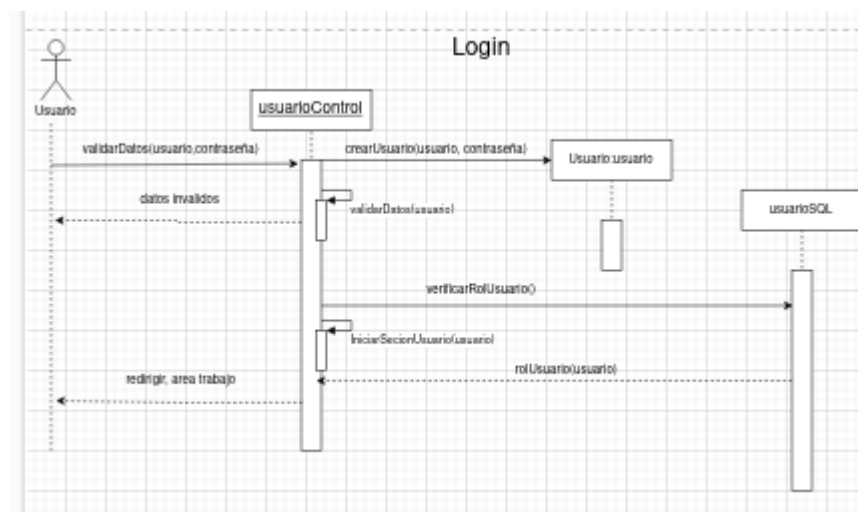 Login
Usuario
usuarioControl
validarDatos(usuario,contraseña)
crearUsuario(usuario, contraseña)
Usuario:usuario
datos invalidos
validarDatos(usuario)
usuarioSQL
verificarRolUsuario()
IniciarSecionUsuario(usuario)
rolUsuario(usuario)
redirigir, area trabajo